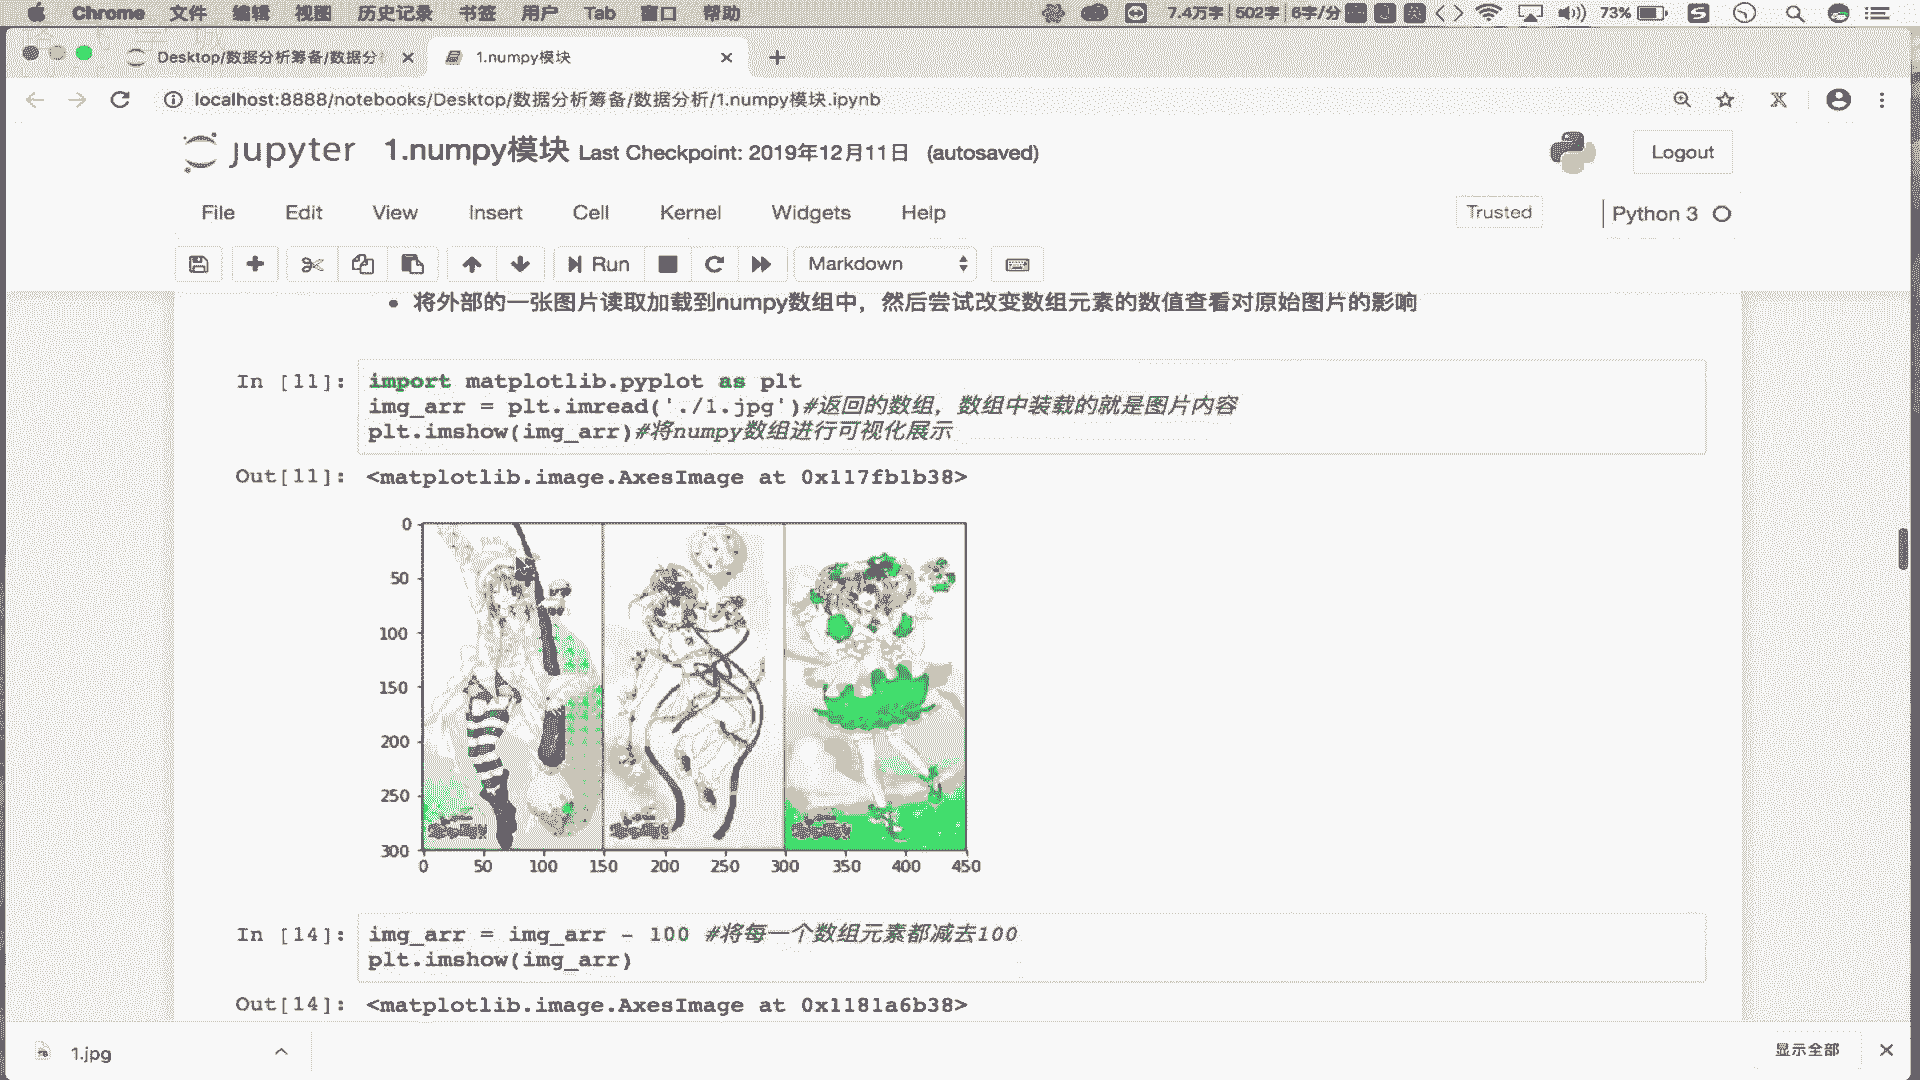 Chrome 文件 编辑 视图 历史记录 书签 用户 Tab 窗口 帮助 7.4万字 502字 6字/分 73%
Desktop/数据分析筹备/数据分 1.numpy模块
localhost:8888/notebooks/Desktop/数据分析筹备/数据分析/1.numpy模块.ipynb
jupyter 1.numpy模块 Last Checkpoint: 2019年12月11日 (autosaved) Logout
File Edit View Insert Cell Kernel Widgets Help Trusted Python 3
Run Markdown
将外部的一张图片读取加载到numpy数组中，然后尝试改变数组元素的数值查看对原始图片的影响
In [11]: import matplotlib.pyplot as plt
img_arr = plt.imread('./1.jpg')#返回的数组，数组中装载的就是图片内容
plt.imshow(img_arr)#将numpy数组进行可视化展示
Out[11]: <matplotlib.image.AxesImage at 0x117fb1b38>
0
50
100
150
200
250
300
0 50 100 150 200 250 300 350 400 450
In [14]: img_arr = img_arr - 100 #将每一个数组元素都减去100
plt.imshow(img_arr)
Out[14]: <matplotlib.image.AxesImage at 0x1181a6b38>
1.jpg 显示全部